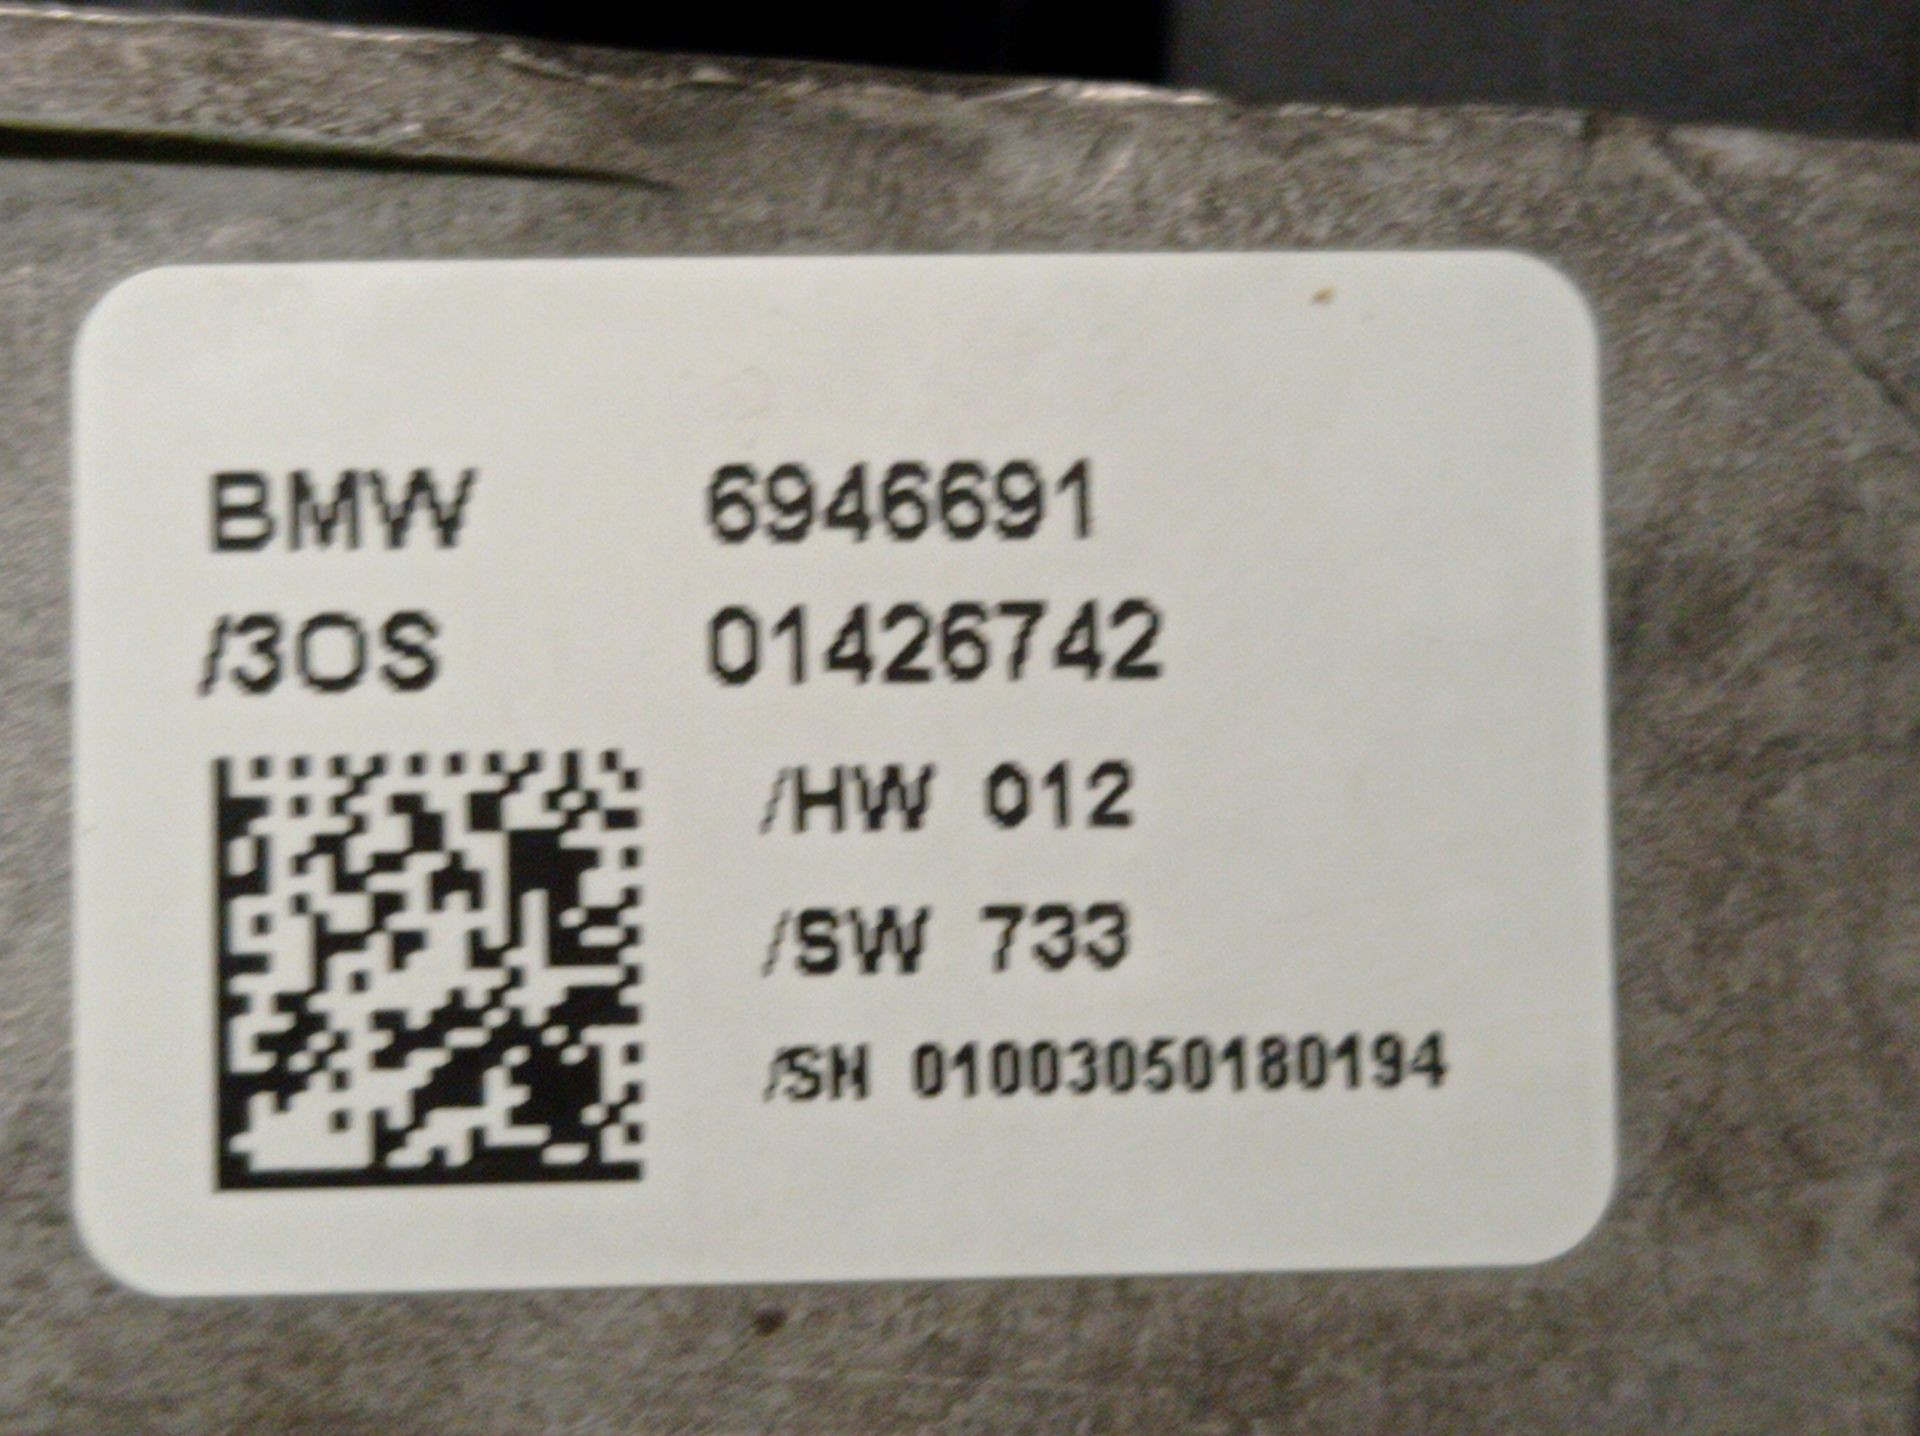 BMW 6946691
/3OS 01426742
/HW 012
/SW 733
/SN 01003050180194